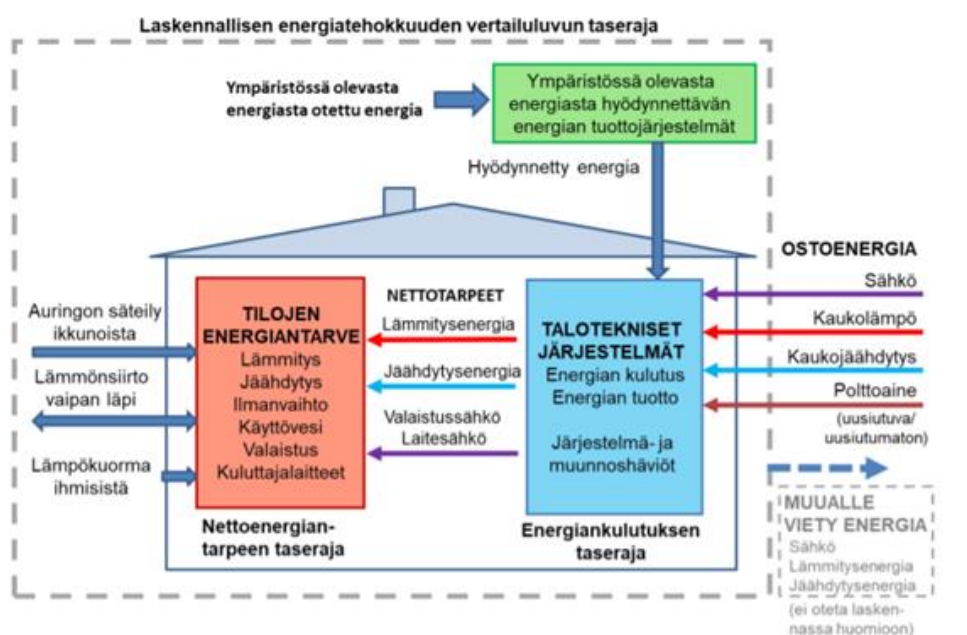 Laskennallisen energiatehokkuuden vertailuluvun taseraja
Ympäristössä olevasta
energiasta otettu energia
Ympäristössä olevasta
energiasta hyödynnettävän
energian tuottojärjestelmät
Hyödynnetty energia
OSTOENERGIA
Sähkö
Kaukolämpö
Kaukojäähdytys
Polttoaine
(uusiutuva/
uusiutumaton)
Auringon säteily
ikkunoista
Lämmönsiirto
vaipan läpi
Lämpökuorma
ihmisistä
TILOJEN
ENERGIANTARVE
Lämmitys
Jäähdytys
Ilmanvaihto
Käyttövesi
Valaistus
Kuluttajalaitteet
Nettoenergian-
tarpeen taseraja
NETTOTARPEET
Lämmitysenergia
Jäähdytysenergia
Valaistussähkö
Laitesähkö
TALOTEKNISET
JÄRJESTELMÄT
Energian kulutus
Energian tuotto
Järjestelmä- ja
muunnoshäviöt
Energiankulutuksen
taseraja
MUUALLE
VIETY ENERGIA
Sähkö
Lämmitysenergia
Jäähdytysenergia
(ei oteta lasken-
nassa huomioon)